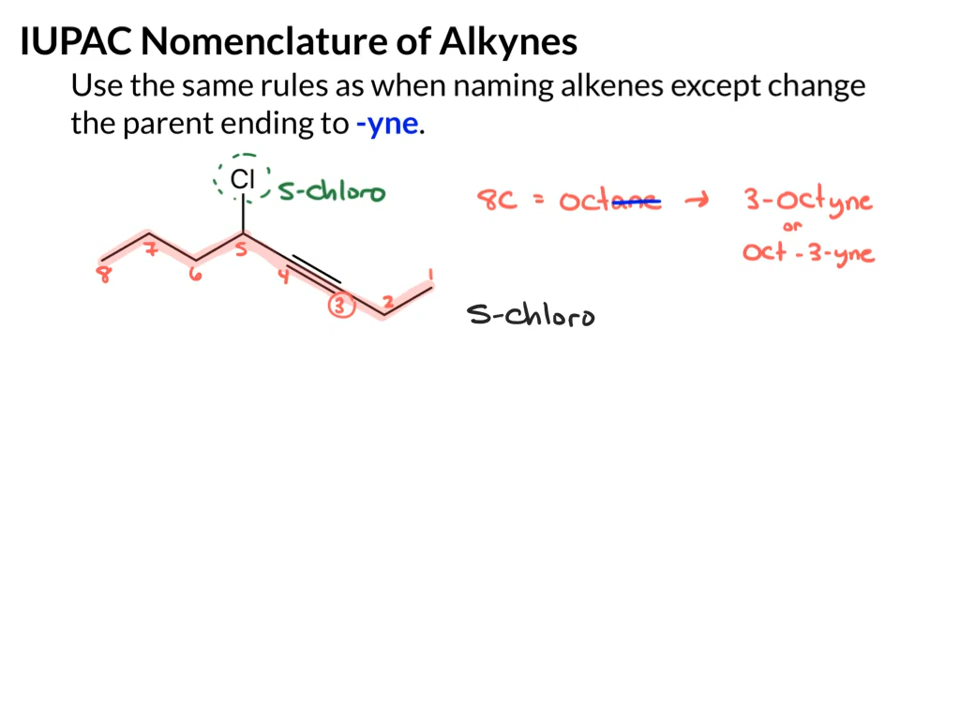 IUPAC Nomenclature of Alkynes
Use the same rules as when naming alkenes except change
the parent ending to -yne.
Cl 5-chloro
8C = octane → 3-octyne
or
oct-3-yne
8 7 6 5 4 3 2 1
5-chloro